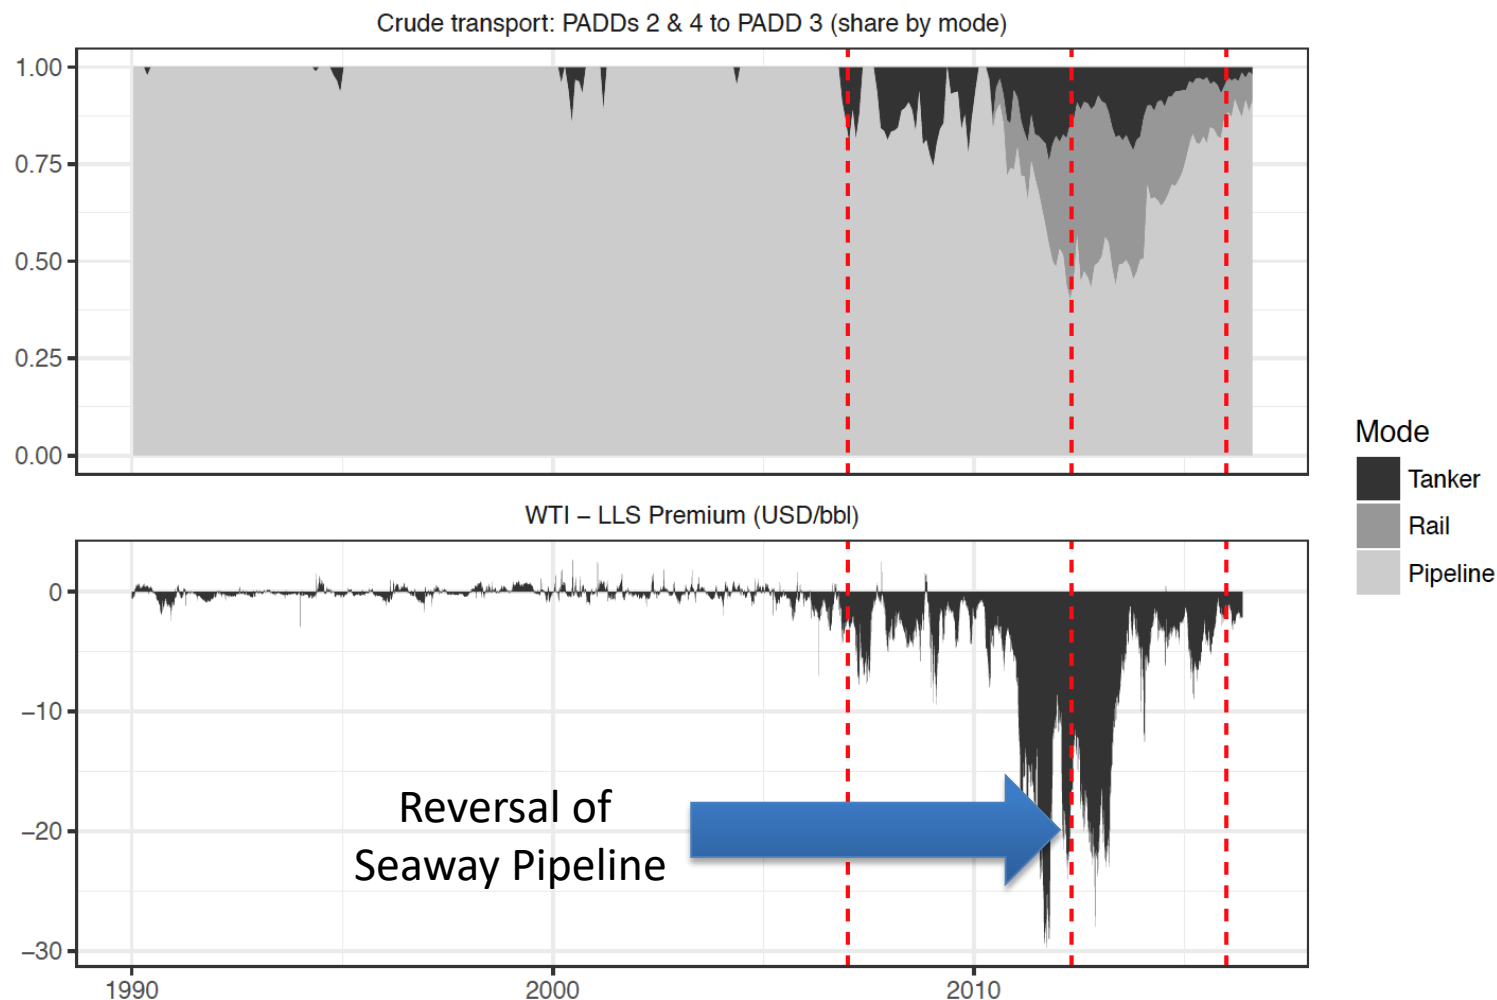 Crude transport: PADDs 2 & 4 to PADD 3 (share by mode)
1.00
0.75
0.50
0.25
0.00
Mode
Tanker
Rail
Pipeline
WTI − LLS Premium (USD/bbl)
0
−10
−20
−30
Reversal of
Seaway Pipeline
1990 2000 2010